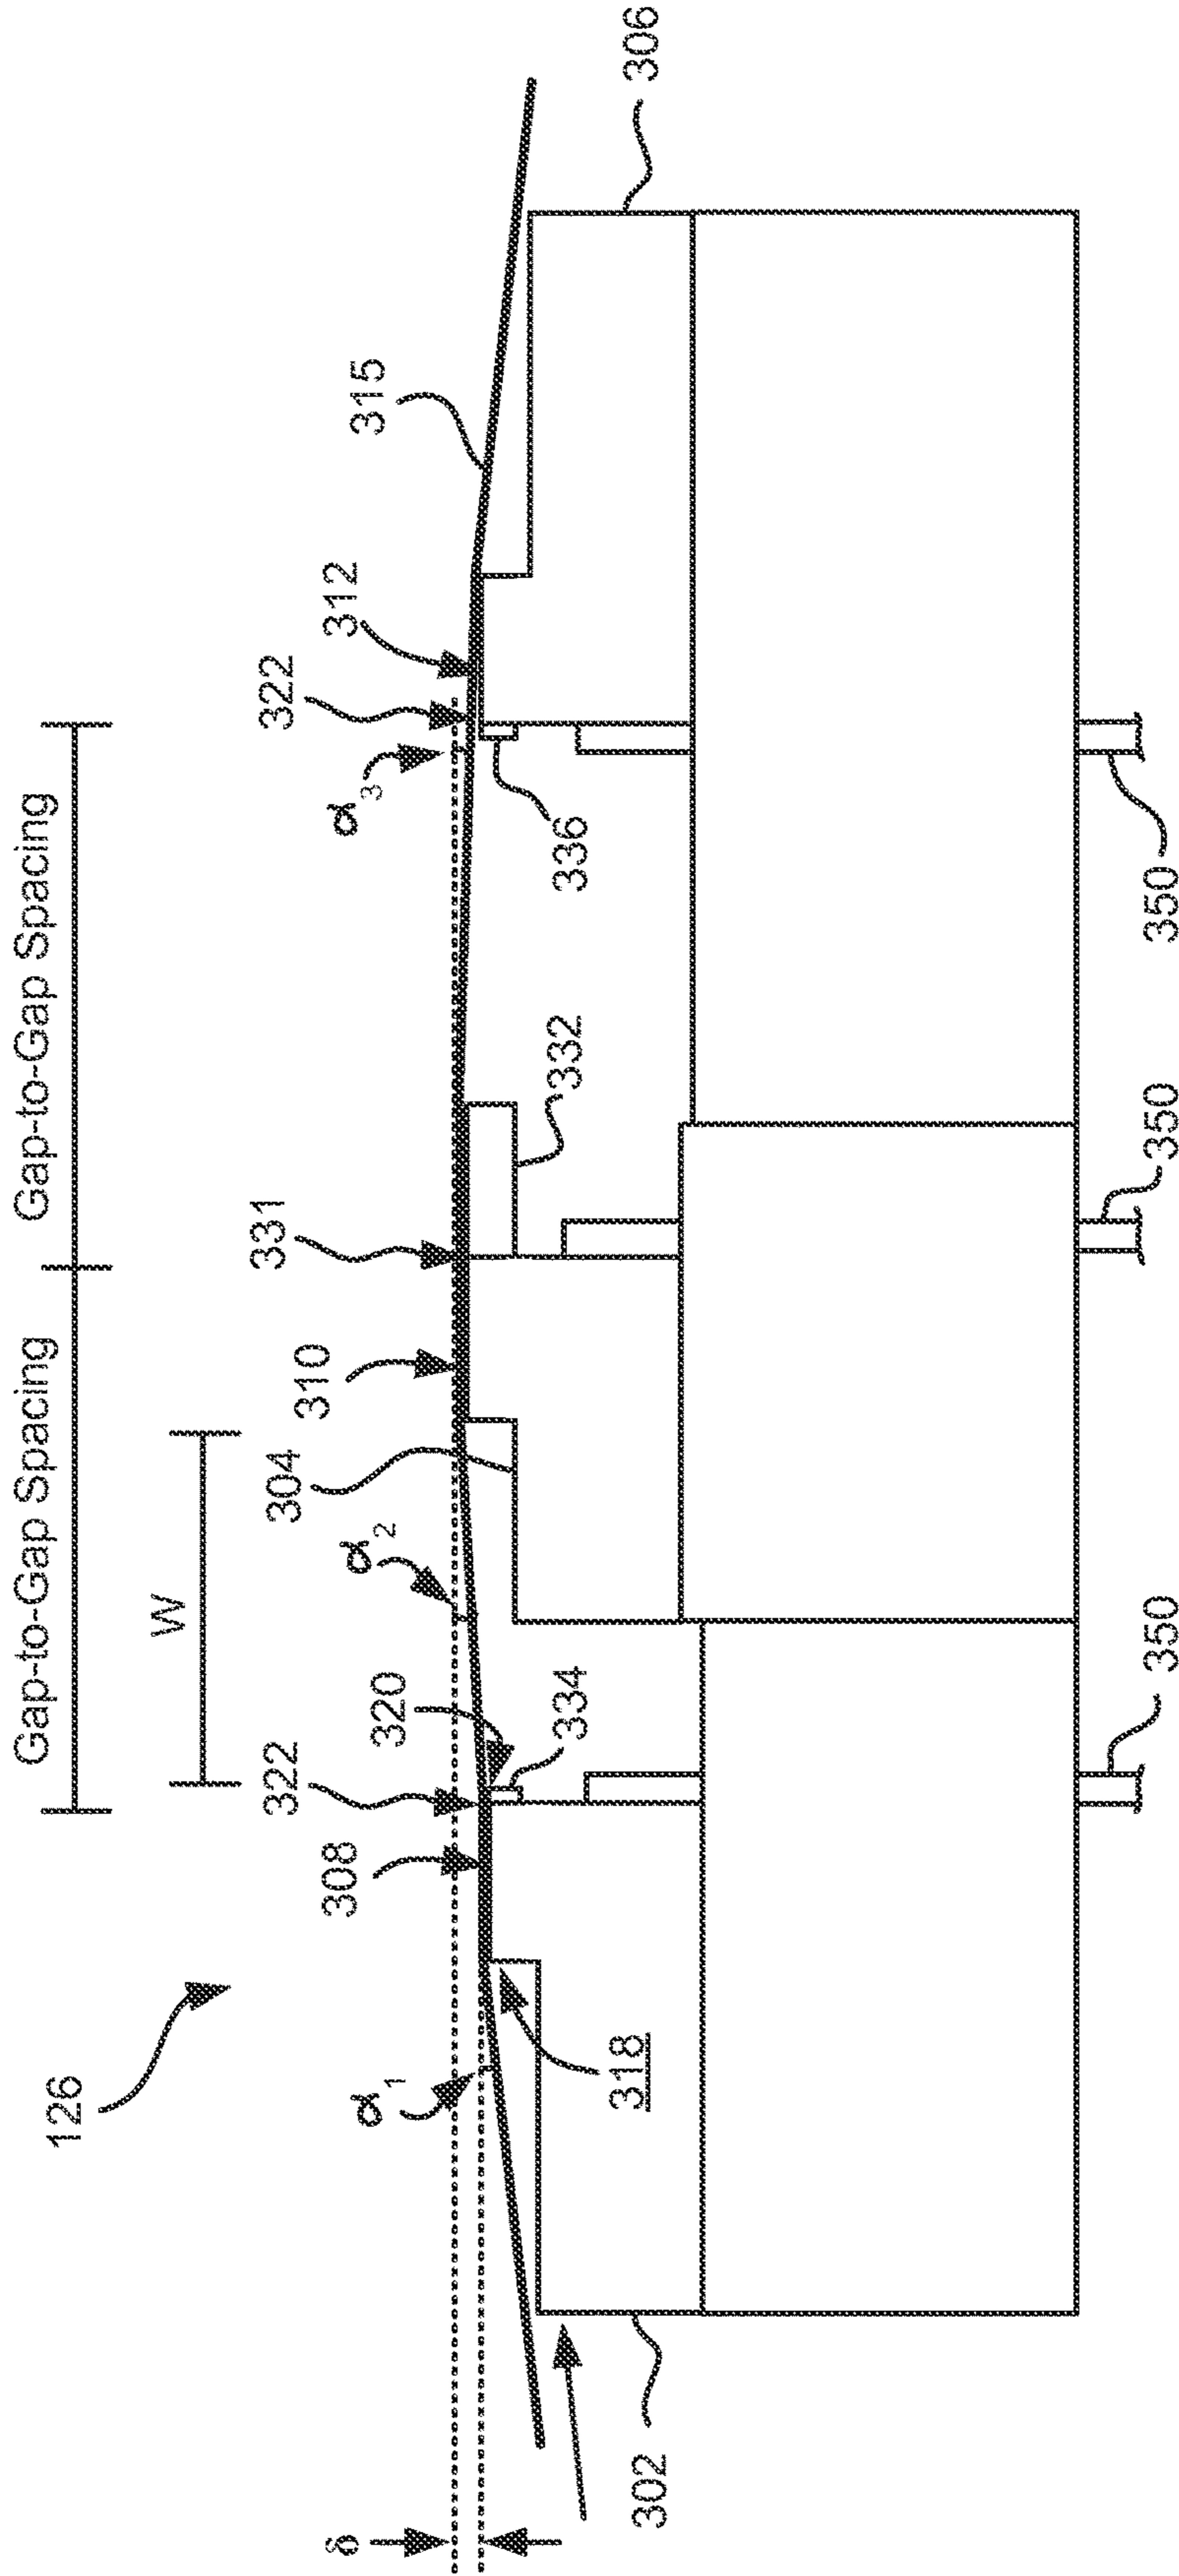 Gap-to-Gap Spacing
Gap-to-Gap Spacing
W
126
322
331
322
308
320
α2
304
310
α3
312
315
δ
α1
318
334
332
336
302
306
350
350
350